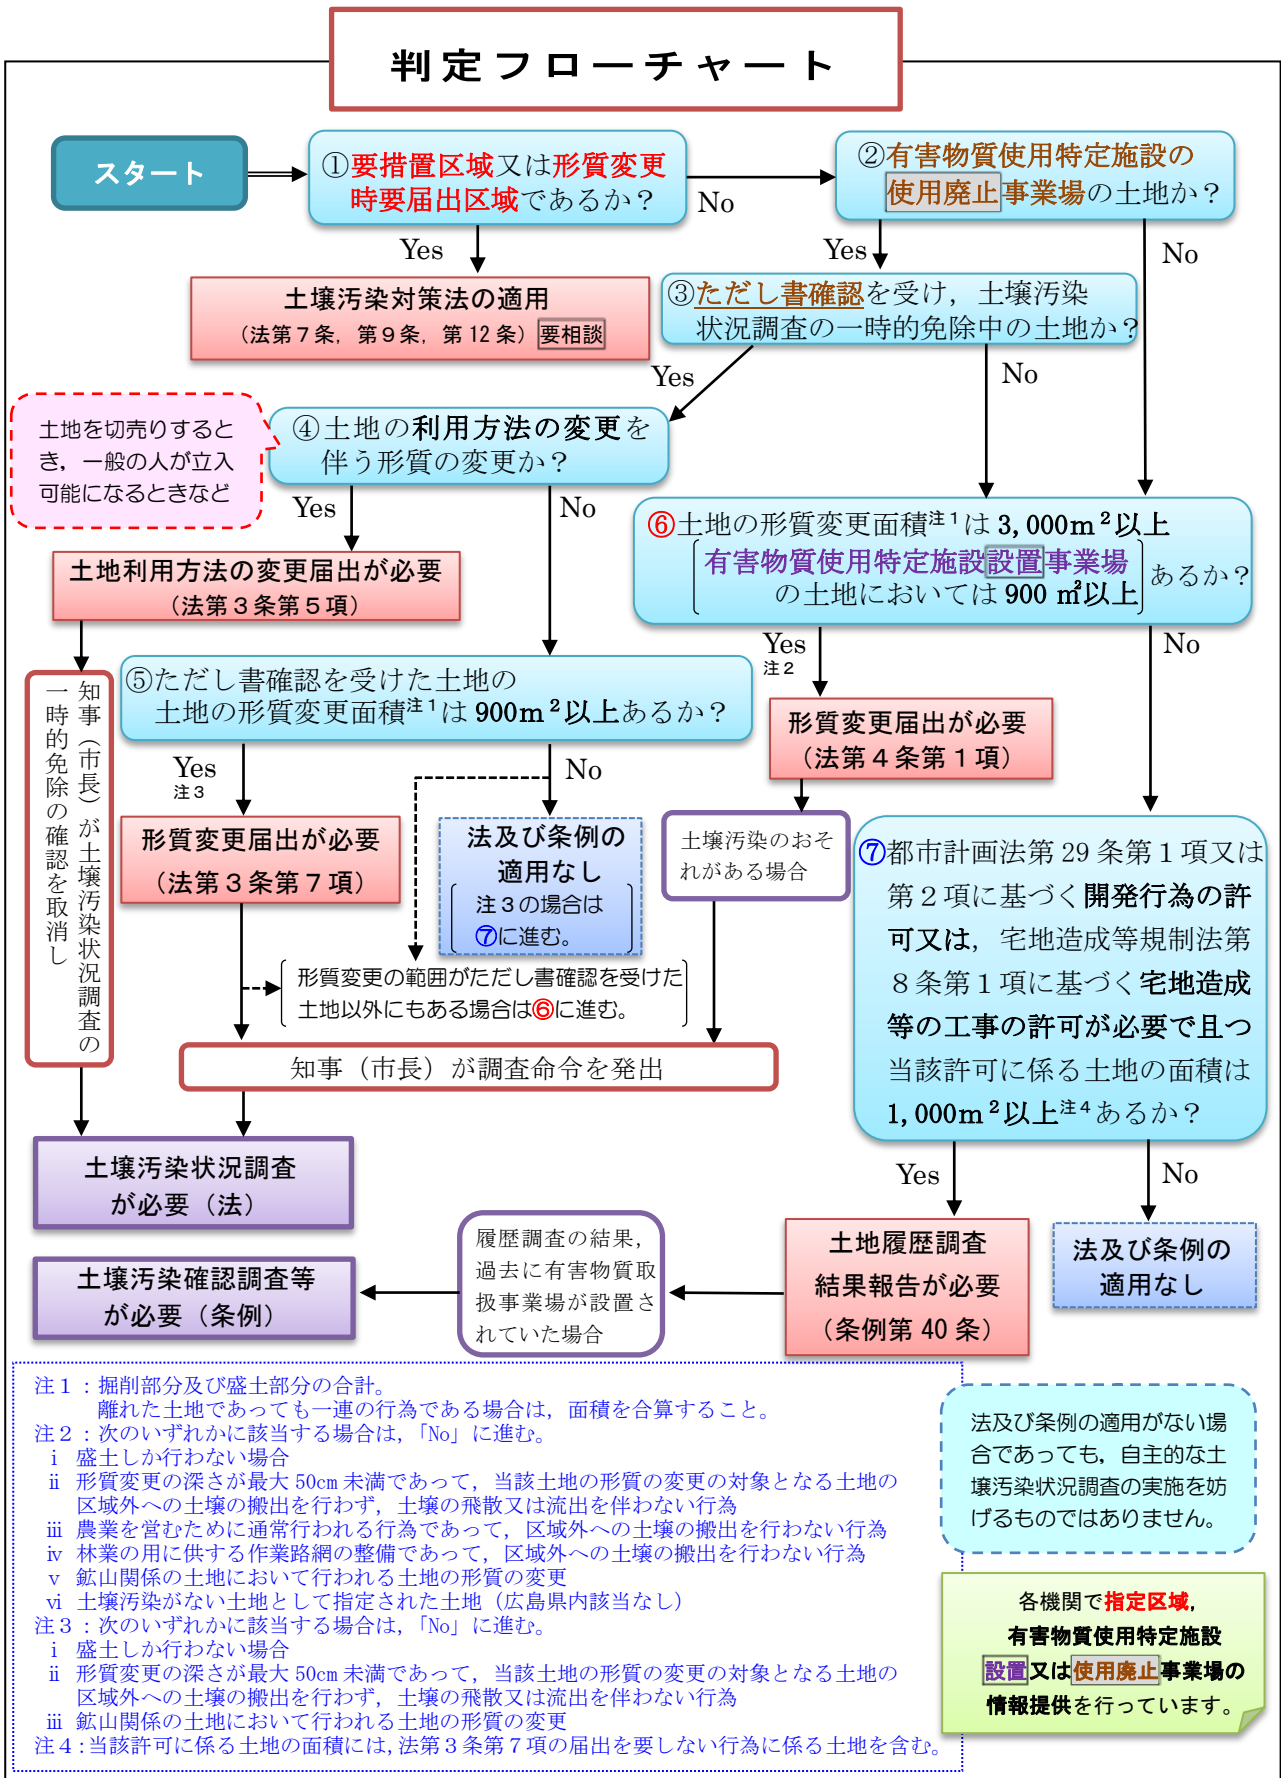 判定フローチャート
スタート
①要措置区域又は形質変更
時要届出区域であるか？
No
②有害物質使用特定施設の
使用廃止事業場の土地か？
Yes
Yes
No
土壌汚染対策法の適用
（法第７条，第９条，第 12 条）要相談
③ただし書確認を受け，土壌汚染
状況調査の一時的免除中の土地か？
Yes
No
土地を切売りすると
き，一般の人が立入
可能になるときなど
④土地の利用方法の変更を
伴う形質の変更か？
Yes
No
⑥土地の形質変更面積注１は 3,000m²以上
有害物質使用特定施設設置事業場
の土地においては 900 ㎡以上
あるか？
土地利用方法の変更届出が必要
（法第３条第５項）
Yes
注２
No
知事（市長）が土壌汚染状況調査の
一時的免除の確認を取消し
⑤ただし書確認を受けた土地の
土地の形質変更面積注１は 900m²以上あるか？
形質変更届出が必要
（法第４条第１項）
Yes
注３
No
形質変更届出が必要
（法第３条第７項）
法及び条例の
適用なし
注３の場合は
⑦に進む。
土壌汚染のおそ
れがある場合
⑦都市計画法第 29 条第１項又は
第２項に基づく開発行為の許
可又は，宅地造成等規制法第
８条第１項に基づく宅地造成
等の工事の許可が必要で且つ
当該許可に係る土地の面積は
1,000m²以上注４あるか？
形質変更の範囲がただし書確認を受けた
土地以外にもある場合は⑥に進む。
知事（市長）が調査命令を発出
土壌汚染状況調査
が必要（法）
Yes
No
土壌汚染確認調査等
が必要（条例）
履歴調査の結果，
過去に有害物質取
扱事業場が設置さ
れていた場合
土地履歴調査
結果報告が必要
（条例第 40 条）
法及び条例の
適用なし
注１：掘削部分及び盛土部分の合計。
離れた土地であっても一連の行為である場合は，面積を合算すること。
注２：次のいずれかに該当する場合は，「No」に進む。
ⅰ 盛土しか行わない場合
ⅱ 形質変更の深さが最大 50cm 未満であって，当該土地の形質の変更の対象となる土地の
区域外への土壌の搬出を行わず，土壌の飛散又は流出を伴わない行為
ⅲ 農業を営むために通常行われる行為であって，区域外への土壌の搬出を行わない行為
ⅳ 林業の用に供する作業路網の整備であって，区域外への土壌の搬出を行わない行為
ⅴ 鉱山関係の土地において行われる土地の形質の変更
ⅵ 土壌汚染がない土地として指定された土地（広島県内該当なし）
注３：次のいずれかに該当する場合は，「No」に進む。
ⅰ 盛土しか行わない場合
ⅱ 形質変更の深さが最大 50cm 未満であって，当該土地の形質の変更の対象となる土地の
区域外への土壌の搬出を行わず，土壌の飛散又は流出を伴わない行為
ⅲ 鉱山関係の土地において行われる土地の形質の変更
注４：当該許可に係る土地の面積には，法第３条第７項の届出を要しない行為に係る土地を含む。
法及び条例の適用がない場
合であっても，自主的な土
壌汚染状況調査の実施を妨
げるものではありません。
各機関で指定区域，
有害物質使用特定施設
設置又は使用廃止事業場の
情報提供を行っています。